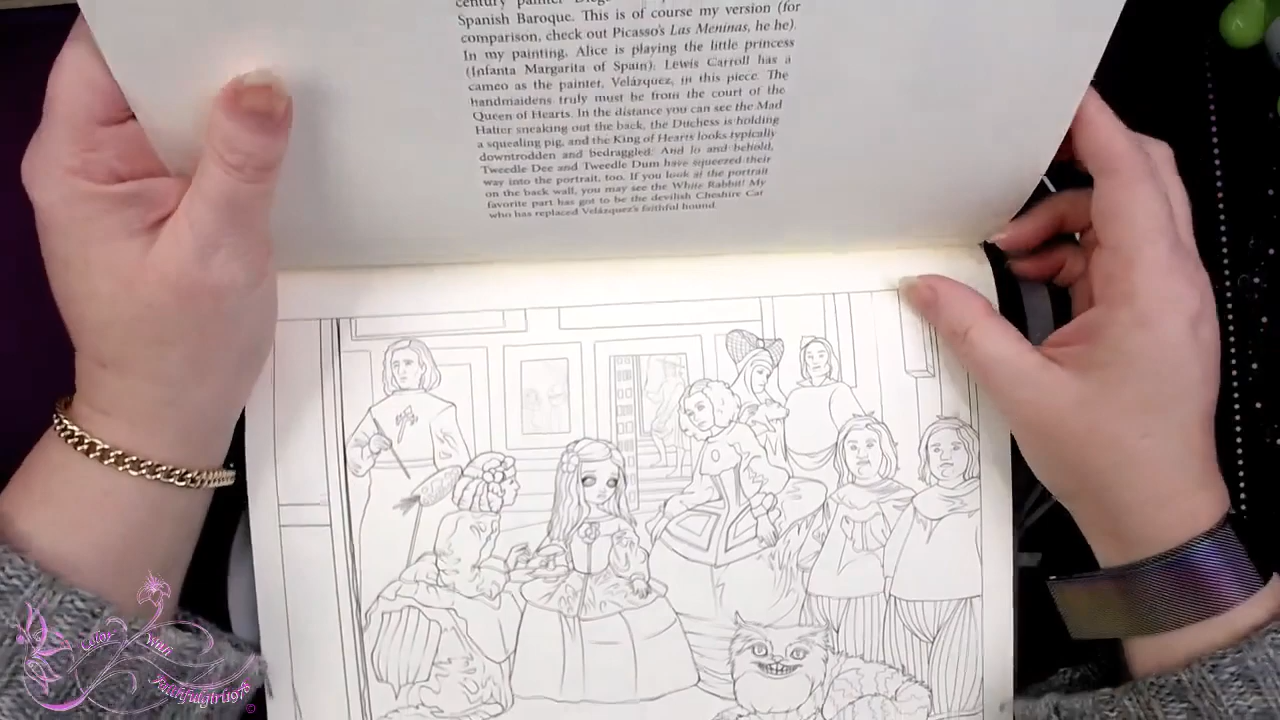 Spanish Baroque. This is of course my version (for
comparison, check out Picasso's Las Meninas, he he).
In my painting, Alice is playing the little princess
(Infanta Margarita of Spain); Lewis Carroll has a
cameo as the painter, Velázquez, in this piece. The
handmaidens truly must be from the court of the
Queen of Hearts. In the distance you can see the Mad
Hatter sneaking out the back, the Duchess is holding
a squealing pig, and the King of Hearts looks typically
downtrodden and bedraggled. And lo and behold,
Tweedle Dee and Tweedle Dum have squeezed their
way into the portrait, too. If you look at the portrait
on the back wall, you may see the White Rabbit! My
favorite part has got to be the devilish Cheshire Cat
who has replaced Velázquez's faithful hound.
Color With
Faithfulgirl1976 ©